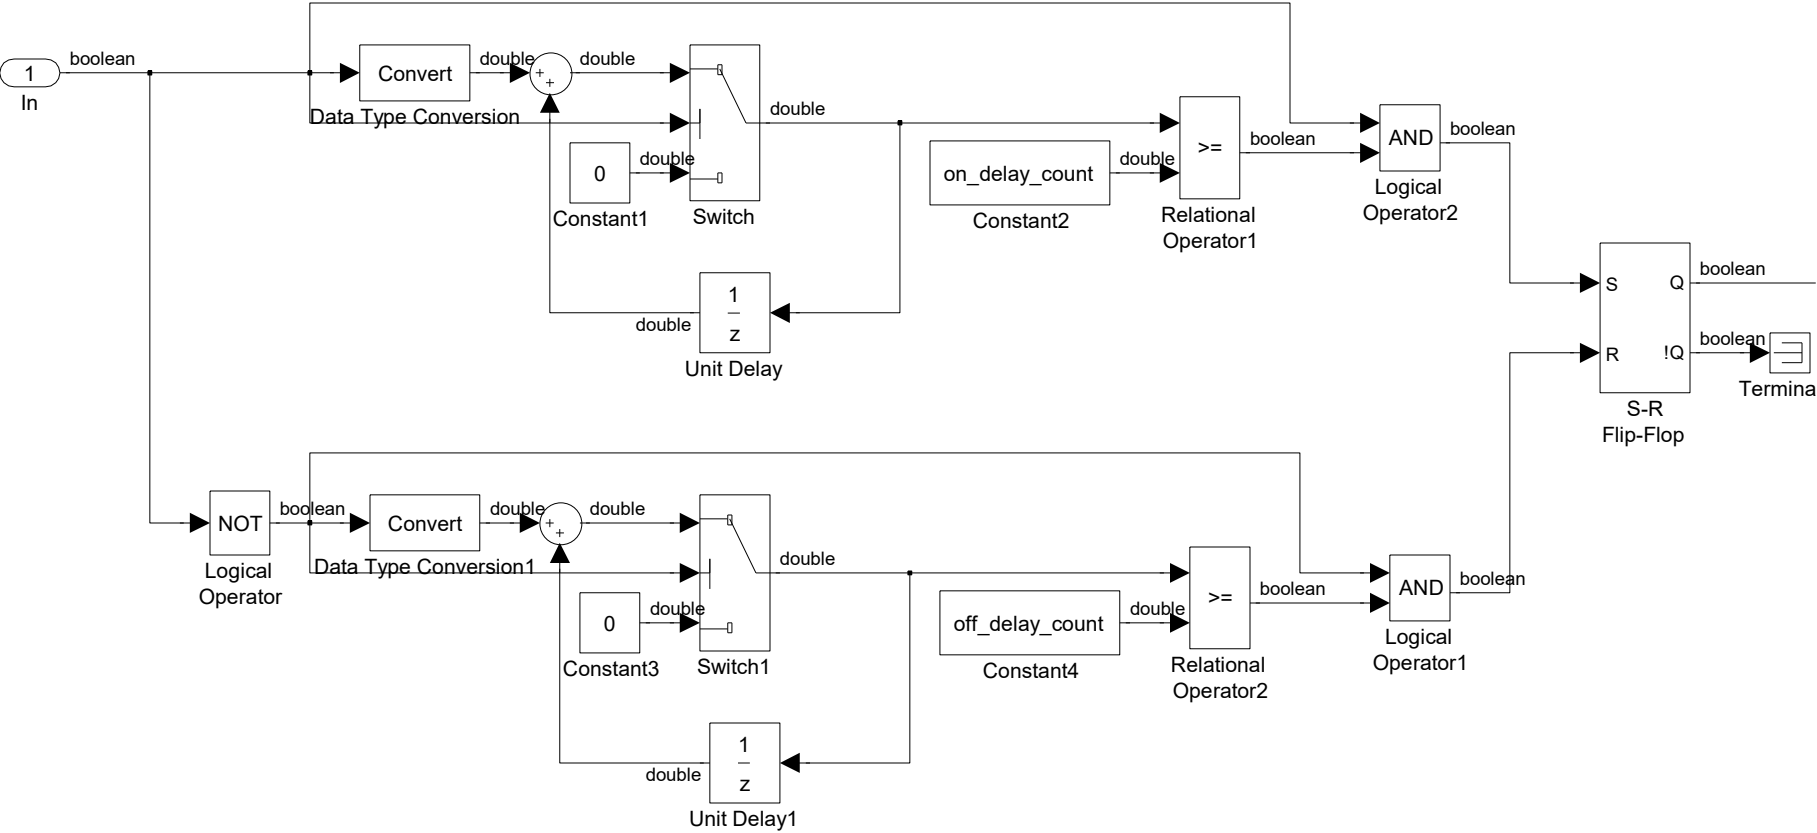 1
boolean
In
Convert
Data Type Conversion
double
+
+
double
0
double
Constant1
Switch
double
on_delay_count
double
Constant2
>=
Relational
Operator1
boolean
AND
boolean
Logical
Operator2
1
z
double
Unit Delay
S
R
Q
!Q
boolean
boolean
S-R
Flip-Flop
Termina
NOT
boolean
Logical
Operator
Convert
Data Type Conversion1
double
+
+
double
0
double
Constant3
Switch1
double
off_delay_count
double
Constant4
>=
Relational
Operator2
boolean
AND
boolean
Logical
Operator1
1
z
double
Unit Delay1